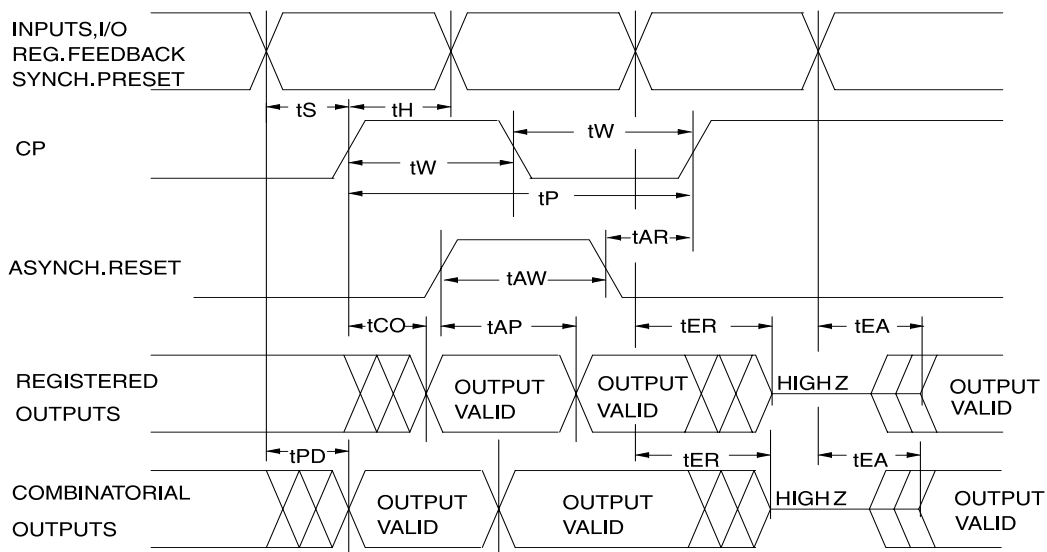 INPUTS,I/O
REG.FEEDBACK
SYNCH.PRESET
tS
tH
CP
tW
tW
tP
tAR
ASYNCH.RESET
tAW
tCO
tAP
tER
tEA
REGISTERED
OUTPUTS
OUTPUT
VALID
OUTPUT
VALID
HIGH Z
OUTPUT
VALID
tPD
tER
tEA
COMBINATORIAL
OUTPUTS
OUTPUT
VALID
OUTPUT
VALID
HIGH Z
OUTPUT
VALID